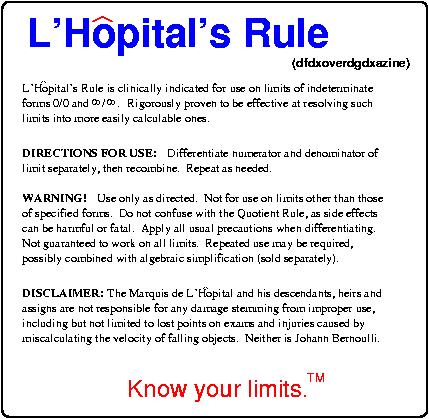 L'Hôpital's Rule
(dfdxoverdgdxazine)
L'Hôpital's Rule is clinically indicated for use on limits of indeterminate
forms 0/0 and ∞/∞. Rigorously proven to be effective at resolving such
limits into more easily calculable ones.
DIRECTIONS FOR USE: Differentiate numerator and denominator of
limit separately, then recombine. Repeat as needed.
WARNING! Use only as directed. Not for use on limits other than those
of specified forms. Do not confuse with the Quotient Rule, as side effects
can be harmful or fatal. Apply all usual precautions when differentiating.
Not guaranteed to work on all limits. Repeated use may be required,
possibly combined with algebraic simplification (sold separately).
DISCLAIMER: The Marquis de L'Hôpital and his descendants, heirs and
assigns are not responsible for any damage stemming from improper use,
including but not limited to lost points on exams and injuries caused by
miscalculating the velocity of falling objects. Neither is Johann Bernoulli.
Know your limits.™